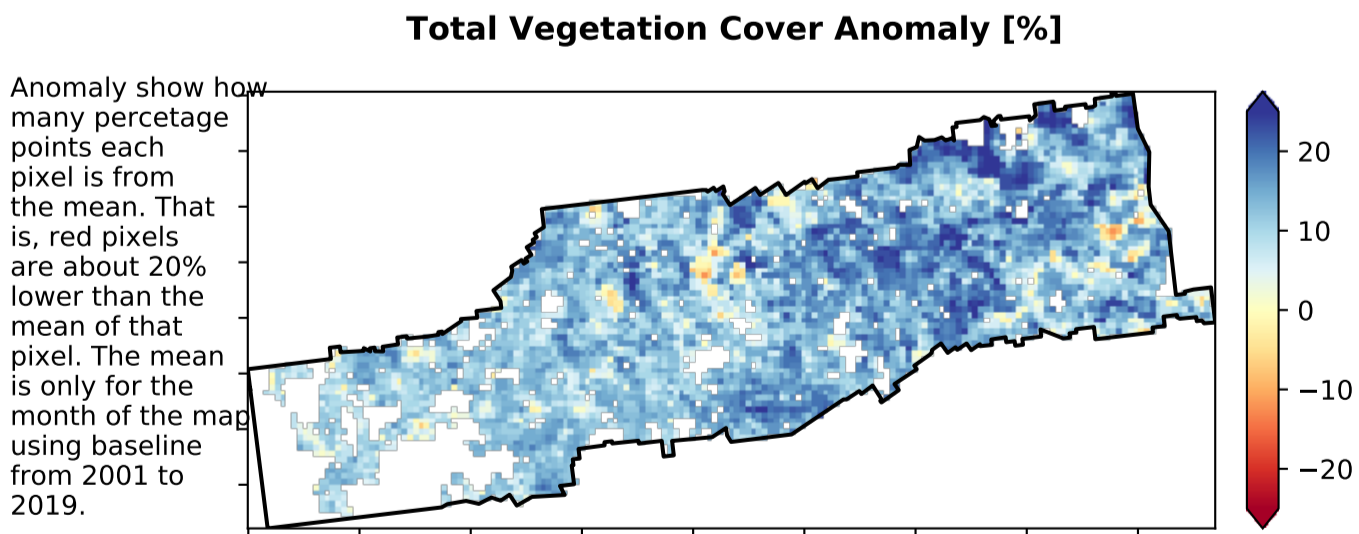 Total Vegetation Cover Anomaly [%]
Anomaly show how
many percetage
points each
pixel is from
the mean. That
is, red pixels
are about 20%
lower than the
mean of that
pixel. The mean
is only for the
month of the map
using baseline
from 2001 to
2019.
20
10
0
−10
−20